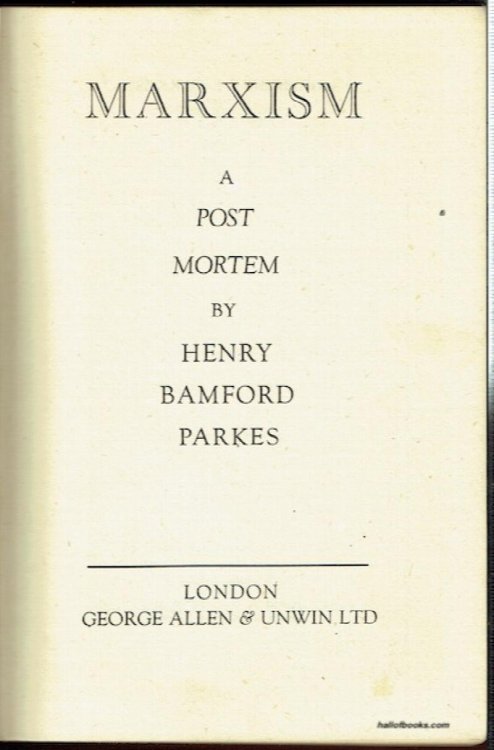 MARXISM
A
POST
MORTEM
BY
HENRY
BAMFORD
PARKES
LONDON
GEORGE ALLEN & UNWIN LTD
hallofbooks.com